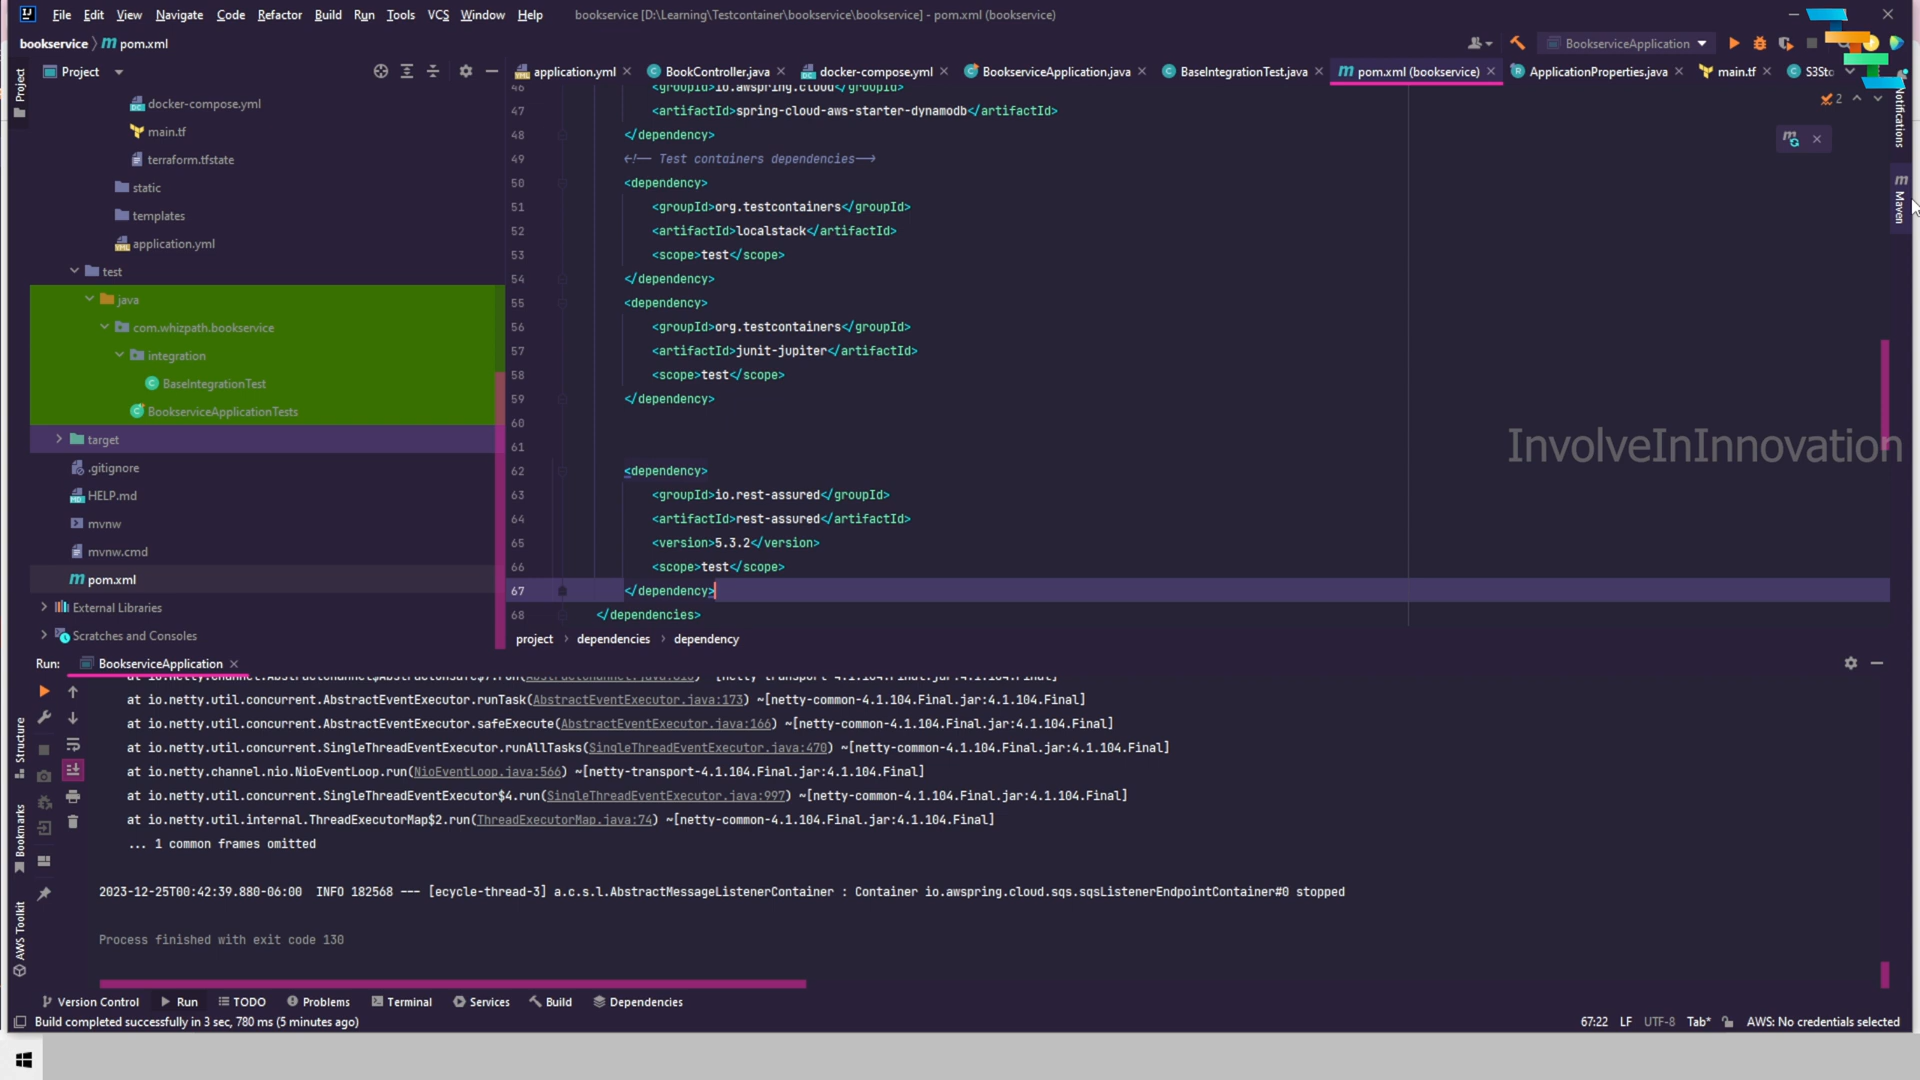 File Edit View Navigate Code Refactor Build Run Tools VCS Window Help bookservice [D:\Learning\Testcontainer\bookservice\bookservice] - pom.xml (bookservice)
bookservice pom.xml
BookserviceApplication
Project
Project
application.yml BookController.java docker-compose.yml BookserviceApplication.java BaseIntegrationTest.java pom.xml (bookservice) ApplicationProperties.java main.tf S3Sto
docker-compose.yml
main.tf
terraform.tfstate
static
templates
application.yml
test
java
com.whizpath.bookservice
integration
BaseIntegrationTest
BookserviceApplicationTests
target
.gitignore
HELP.md
mvnw
mvnw.cmd
pom.xml
External Libraries
Scratches and Consoles
46 <groupId>io.awspring.cloud</groupId>
47 <artifactId>spring-cloud-aws-starter-dynamodb</artifactId>
48 </dependency>
49 <!-- Test containers dependencies-->
50 <dependency>
51 <groupId>org.testcontainers</groupId>
52 <artifactId>localstack</artifactId>
53 <scope>test</scope>
54 </dependency>
55 <dependency>
56 <groupId>org.testcontainers</groupId>
57 <artifactId>junit-jupiter</artifactId>
58 <scope>test</scope>
59 </dependency>
60
61
62 <dependency>
63 <groupId>io.rest-assured</groupId>
64 <artifactId>rest-assured</artifactId>
65 <version>5.3.2</version>
66 <scope>test</scope>
67 </dependency>
68 </dependencies>
project > dependencies > dependency
2
Notifications
Maven
InvolveInInnovation
Run: BookserviceApplication
at io.netty.util.concurrent.AbstractEventExecutor.runTask(AbstractEventExecutor.java:173) ~[netty-common-4.1.104.Final.jar:4.1.104.Final]
at io.netty.util.concurrent.AbstractEventExecutor.safeExecute(AbstractEventExecutor.java:166) ~[netty-common-4.1.104.Final.jar:4.1.104.Final]
at io.netty.util.concurrent.SingleThreadEventExecutor.runAllTasks(SingleThreadEventExecutor.java:470) ~[netty-common-4.1.104.Final.jar:4.1.104.Final]
at io.netty.channel.nio.NioEventLoop.run(NioEventLoop.java:566) ~[netty-transport-4.1.104.Final.jar:4.1.104.Final]
at io.netty.util.concurrent.SingleThreadEventExecutor$4.run(SingleThreadEventExecutor.java:997) ~[netty-common-4.1.104.Final.jar:4.1.104.Final]
at io.netty.util.internal.ThreadExecutorMap$2.run(ThreadExecutorMap.java:74) ~[netty-common-4.1.104.Final.jar:4.1.104.Final]
... 1 common frames omitted
2023-12-25T00:42:39.880-06:00 INFO 182568 --- [ecycle-thread-3] a.c.s.l.AbstractMessageListenerContainer : Container io.awspring.cloud.sqs.sqsListenerEndpointContainer#0 stopped
Process finished with exit code 130
Structure
Bookmarks
AWS Toolkit
Version Control Run TODO Problems Terminal Services Build Dependencies
Build completed successfully in 3 sec, 780 ms (5 minutes ago)
67:22 LF UTF-8 Tab* AWS: No credentials selected